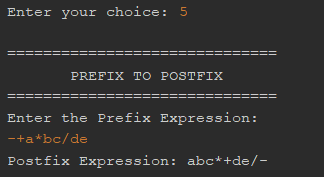 Enter your choice: 5
==============================
PREFIX TO POSTFIX
==============================
Enter the Prefix Expression:
-+a*bc/de
Postfix Expression: abc*+de/-